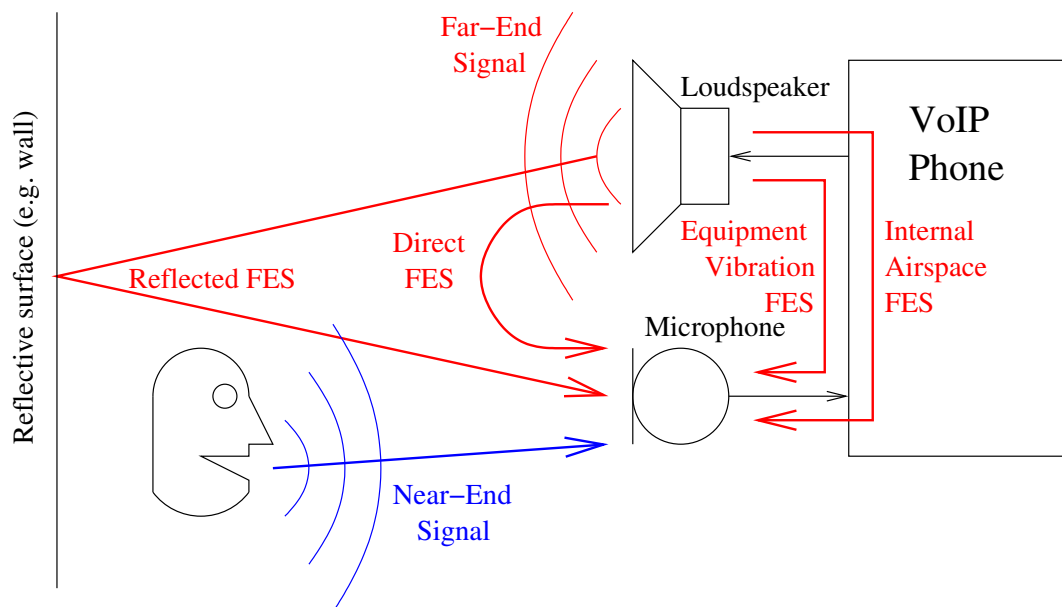 Far−End
Signal
Loudspeaker
VoIP
Phone
Reflective surface (e.g. wall)
Direct
FES
Equipment
Vibration
FES
Internal
Airspace
FES
Reflected FES
Microphone
Near−End
Signal